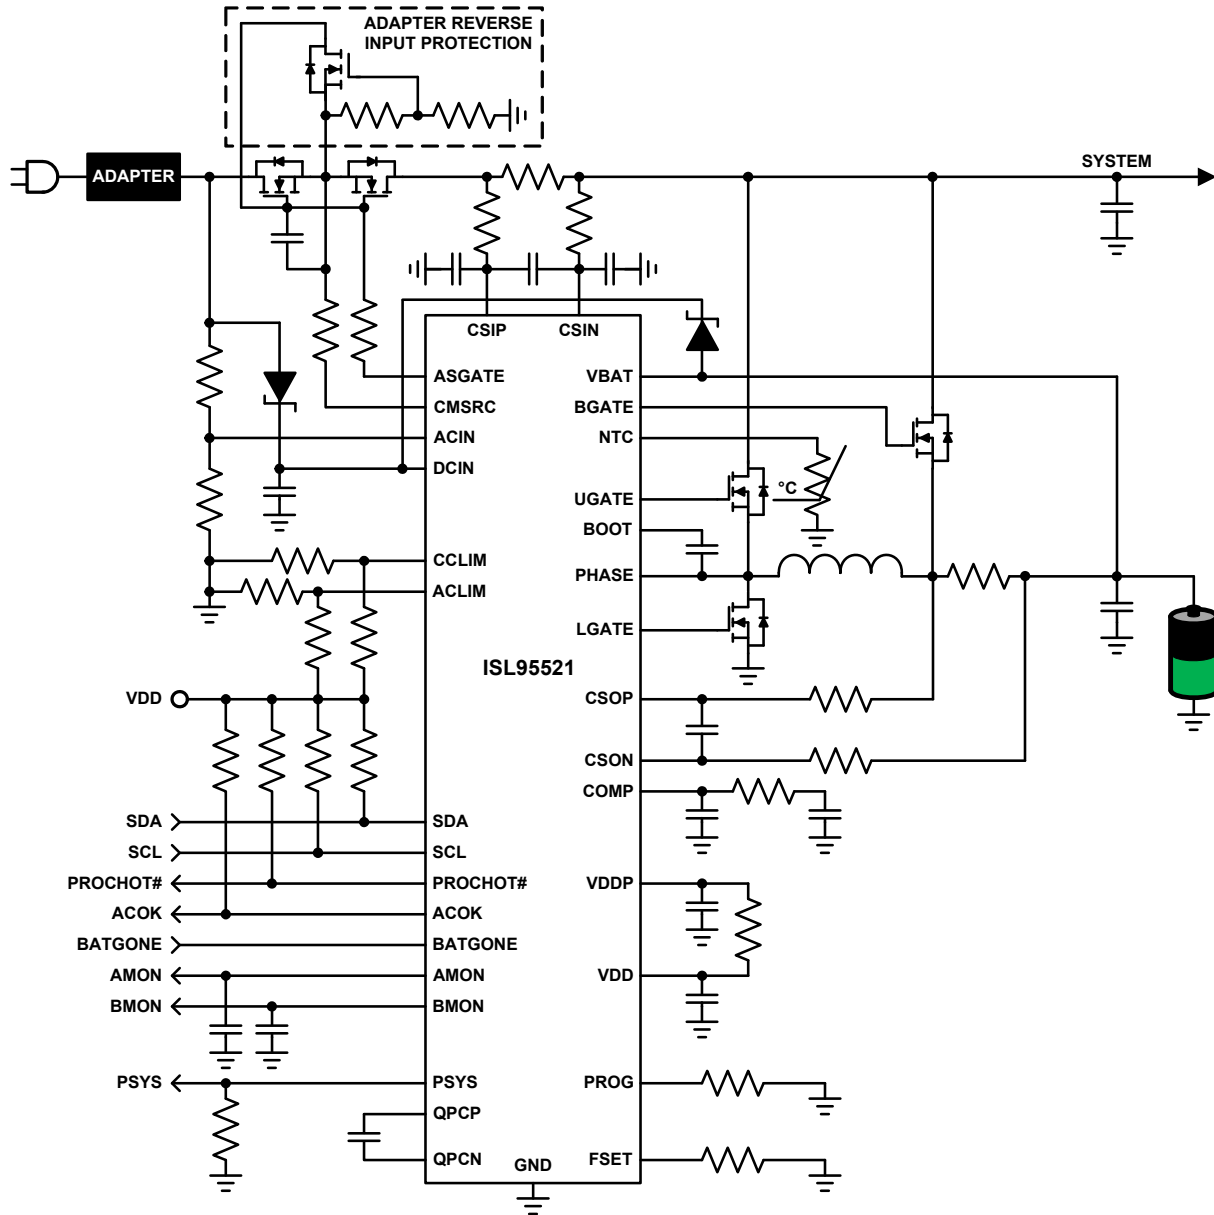 ADAPTER REVERSE
INPUT PROTECTION
ADAPTER
SYSTEM
CSIP
CSIN
ASGATE
VBAT
CMSRC
BGATE
ACIN
NTC
DCIN
°C
UGATE
BOOT
CCLIM
PHASE
ACLIM
LGATE
ISL95521
VDD
CSOP
CSON
COMP
SDA
SDA
SCL
SCL
PROCHOT#
PROCHOT#
VDDP
ACOK
ACOK
BATGONE
BATGONE
AMON
AMON
VDD
BMON
BMON
PSYS
PSYS
PROG
QPCP
QPCN
GND
FSET